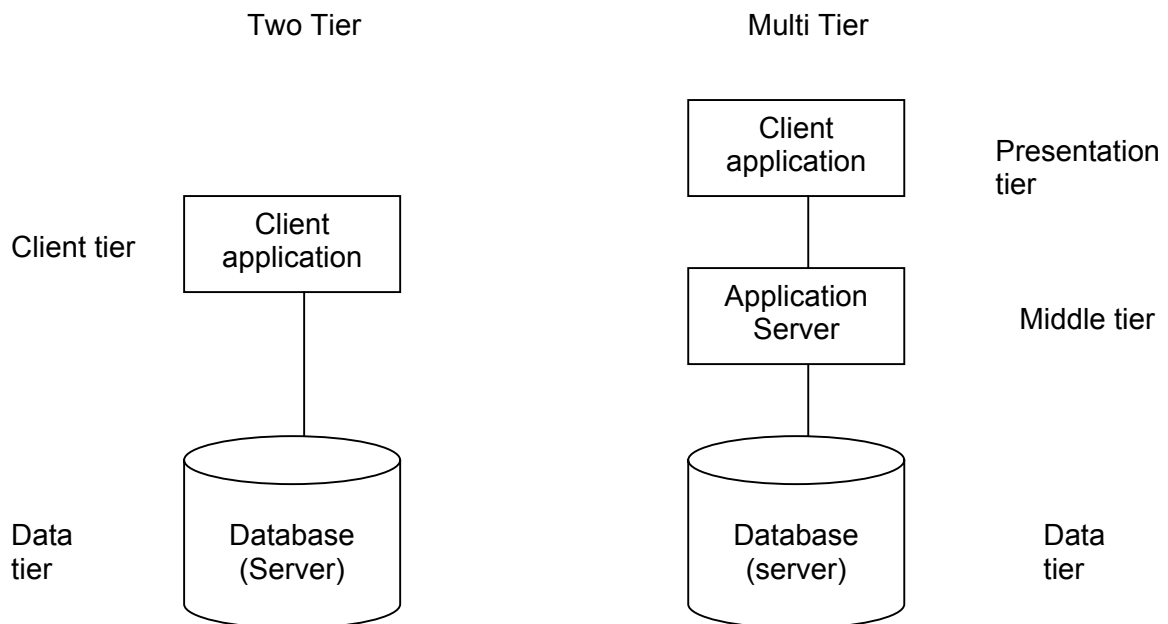 Two Tier
Multi Tier
Client
application
Presentation
tier
Client tier
Client
application
Application
Server
Middle tier
Data
tier
Database
(Server)
Database
(server)
Data
tier